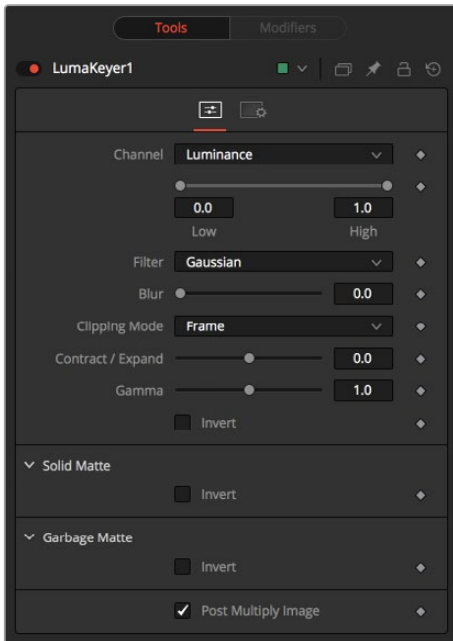 Tools Modifiers
LumaKeyer1
Channel Luminance
0.0 1.0
Low High
Filter Gaussian
Blur 0.0
Clipping Mode Frame
Contract / Expand 0.0
Gamma 1.0
Invert
Solid Matte
Invert
Garbage Matte
Invert
Post Multiply Image